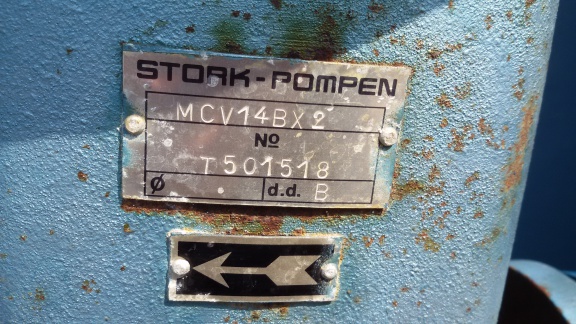 STORK-POMPEN
MCV14BX2
No
T501518
Ø d.d. B